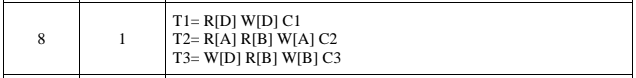 8 1 T1= R[D] W[D] C1
T2= R[A] R[B] W[A] C2
T3= W[D] R[B] W[B] C3